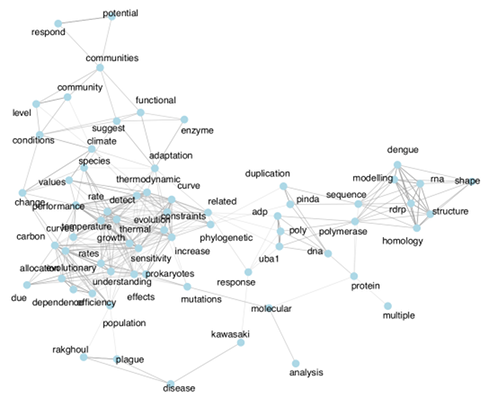 potential
respond
communities
community
functional
level
suggest
enzyme
conditions
climate
dengue
species
adaptation
thermodynamic
duplication
modelling
rna
shape
values
curve
change
rate
detect
related
pinda
sequence
performance
evolution
constraints
adp
rdrp
structure
curves
temperature
thermal
poly
polymerase
carbon
growth
phylogenetic
homology
rates
sensitivity
increase
uba1
dna
allocation
evolutionary
understanding
prokaryotes
response
protein
due
dependence
efficiency
effects
mutations
molecular
multiple
population
kawasaki
rakghoul
plague
analysis
disease